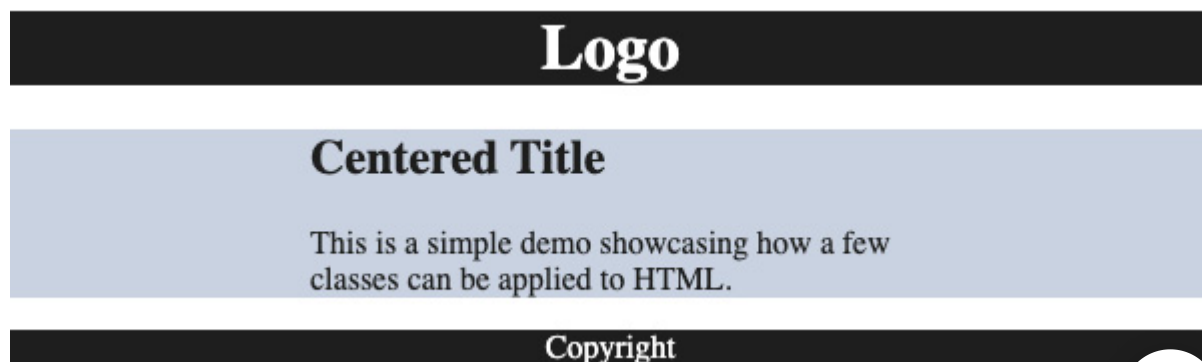 Logo
Centered Title
This is a simple demo showcasing how a few
classes can be applied to HTML.
Copyright